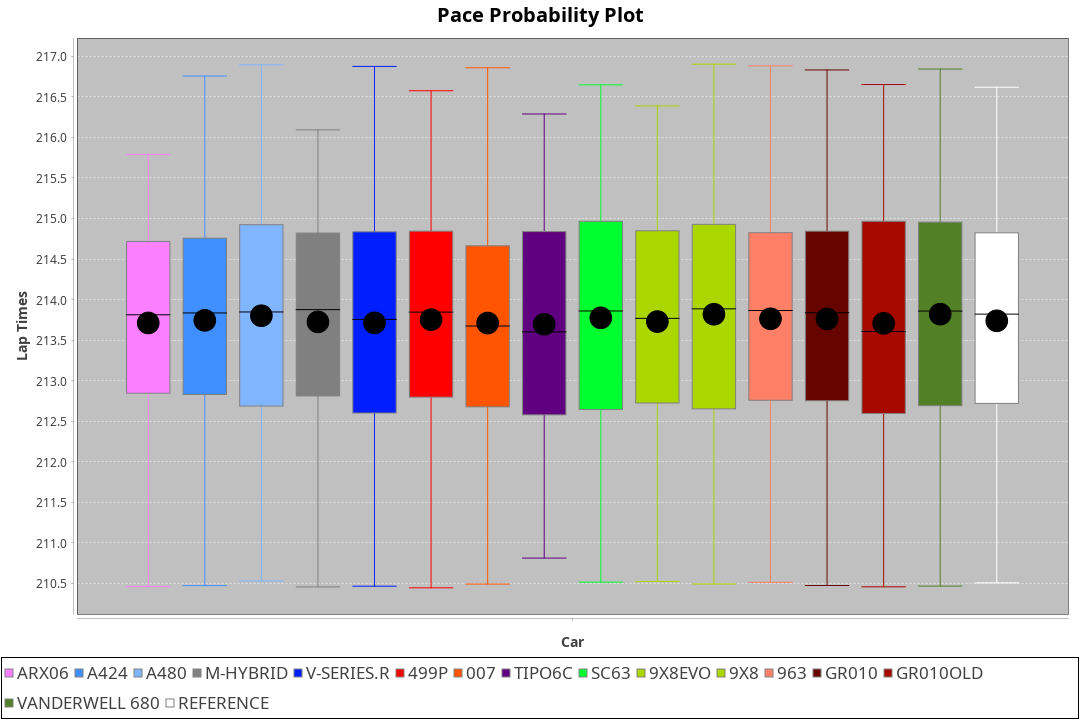 Pace Probability Plot
217.0
216.5
216.0
215.5
215.0
214.5
214.0
213.5
213.0
212.5
212.0
211.5
211.0
210.5
Lap Times
Car
ARX06 A424 A480 M-HYBRID V-SERIES.R 499P 007 TIPO6C SC63 9X8EVO 9X8 963 GR010 GR010OLD
VANDERWELL 680 REFERENCE